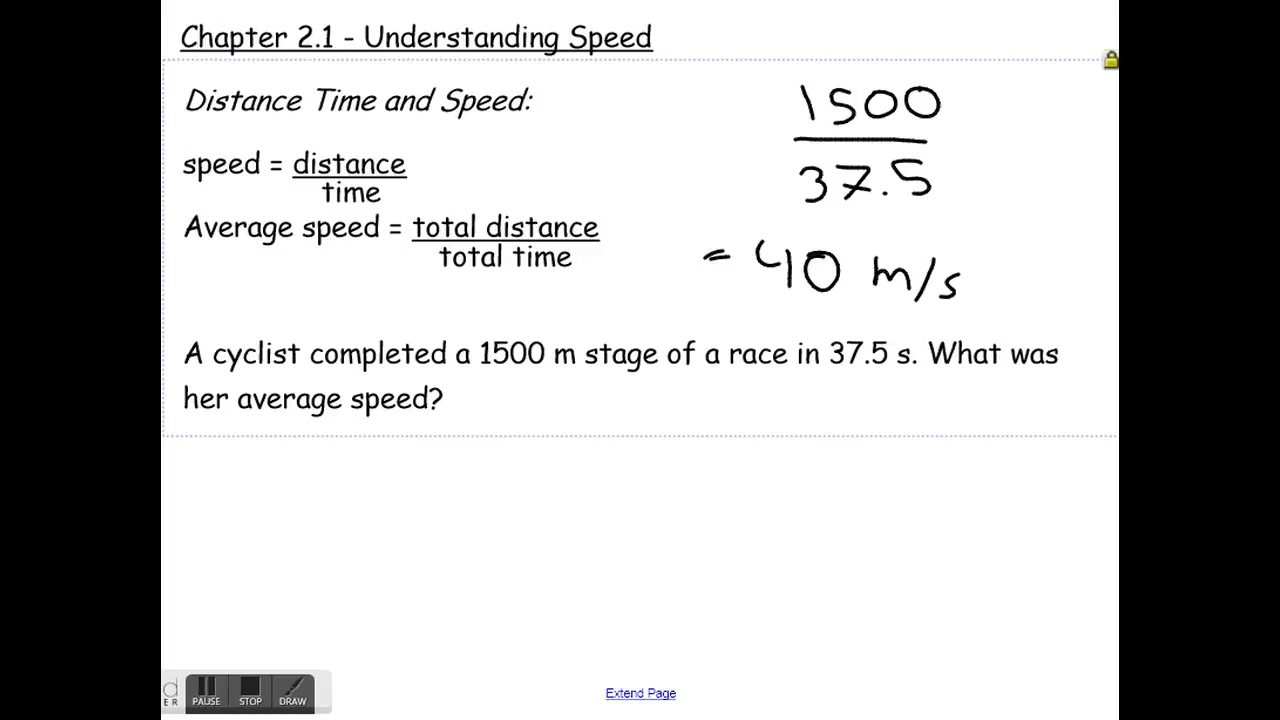 Chapter 2.1 - Understanding Speed
Distance Time and Speed:
speed = distance
time
Average speed = total distance
total time
1500
37.5
= 40 m/s
A cyclist completed a 1500 m stage of a race in 37.5 s. What was
her average speed?
PAUSE STOP DRAW
Extend Page